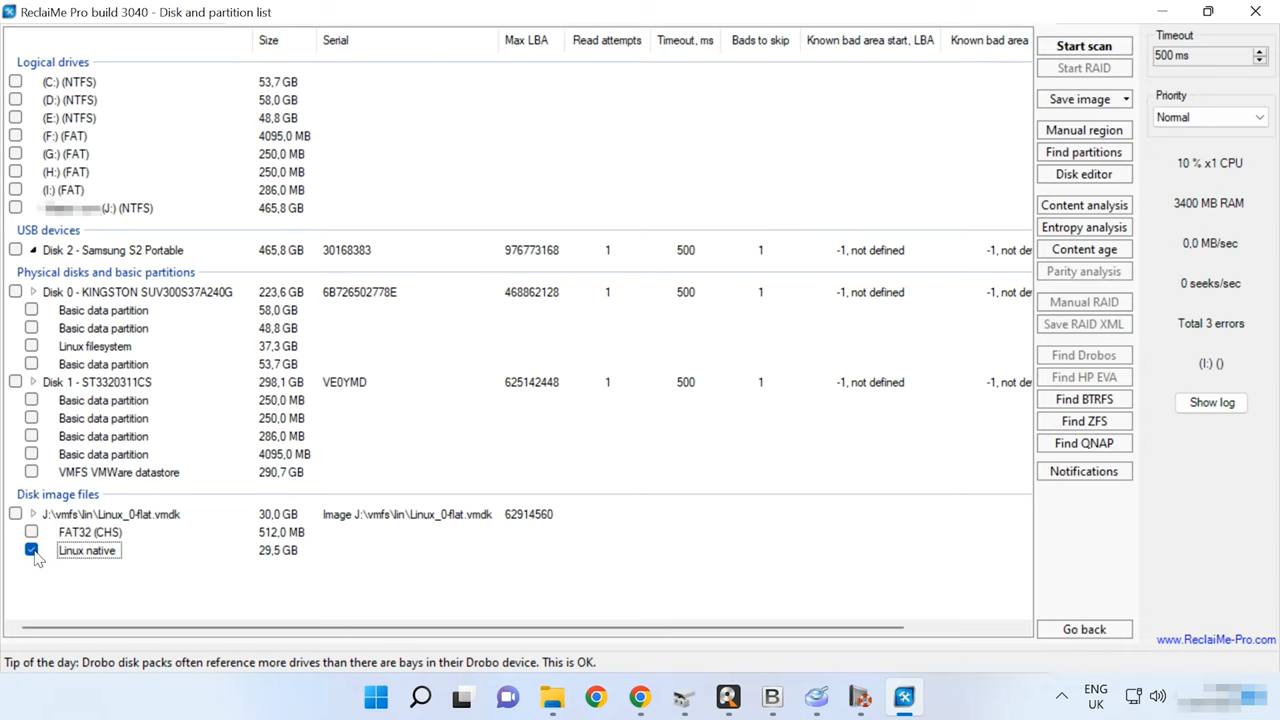 ReclaiMe Pro build 3040 - Disk and partition list
Size Serial Max LBA Read attempts Timeout, ms Bads to skip Known bad area start, LBA Known bad area
Logical drives
(C:) (NTFS) 53,7 GB
(D:) (NTFS) 58,0 GB
(E:) (NTFS) 48,8 GB
(F:) (FAT) 4095,0 MB
(G:) (FAT) 250,0 MB
(H:) (FAT) 250,0 MB
(I:) (FAT) 286,0 MB
(J:) (NTFS) 465,8 GB
USB devices
Disk 2 - Samsung S2 Portable 465,8 GB 30168383 976773168 1 500 1 -1, not defined -1, not de
Physical disks and basic partitions
Disk 0 - KINGSTON SUV300S37A240G 223,6 GB 6B726502778E 468862128 1 500 1 -1, not defined -1, not de
Basic data partition 58,0 GB
Basic data partition 48,8 GB
Linux filesystem 37,3 GB
Basic data partition 53,7 GB
Disk 1 - ST3320311CS 298,1 GB VE0YMD 625142448 1 500 1 -1, not defined -1, not de
Basic data partition 250,0 MB
Basic data partition 250,0 MB
Basic data partition 286,0 MB
Basic data partition 4095,0 MB
VMFS VMWare datastore 290,7 GB
Disk image files
J:\vmfs\lin\Linux_0-flat.vmdk 30,0 GB Image J:\vmfs\lin\Linux_0-flat.vmdk 62914560
FAT32 (CHS) 512,0 MB
Linux native 29,5 GB
Start scan
Start RAID
Save image
Manual region
Find partitions
Disk editor
Content analysis
Entropy analysis
Content age
Parity analysis
Manual RAID
Save RAID XML
Find Drobos
Find HP EVA
Find BTRFS
Find ZFS
Find QNAP
Notifications
Go back
Timeout
500 ms
Priority
Normal
10 % x1 CPU
3400 MB RAM
0,0 MB/sec
0 seeks/sec
Total 3 errors
(I:) ()
Show log
www.ReclaiMe-Pro.com
Tip of the day: Drobo disk packs often reference more drives than there are bays in their Drobo device. This is OK.
B
ENG
UK